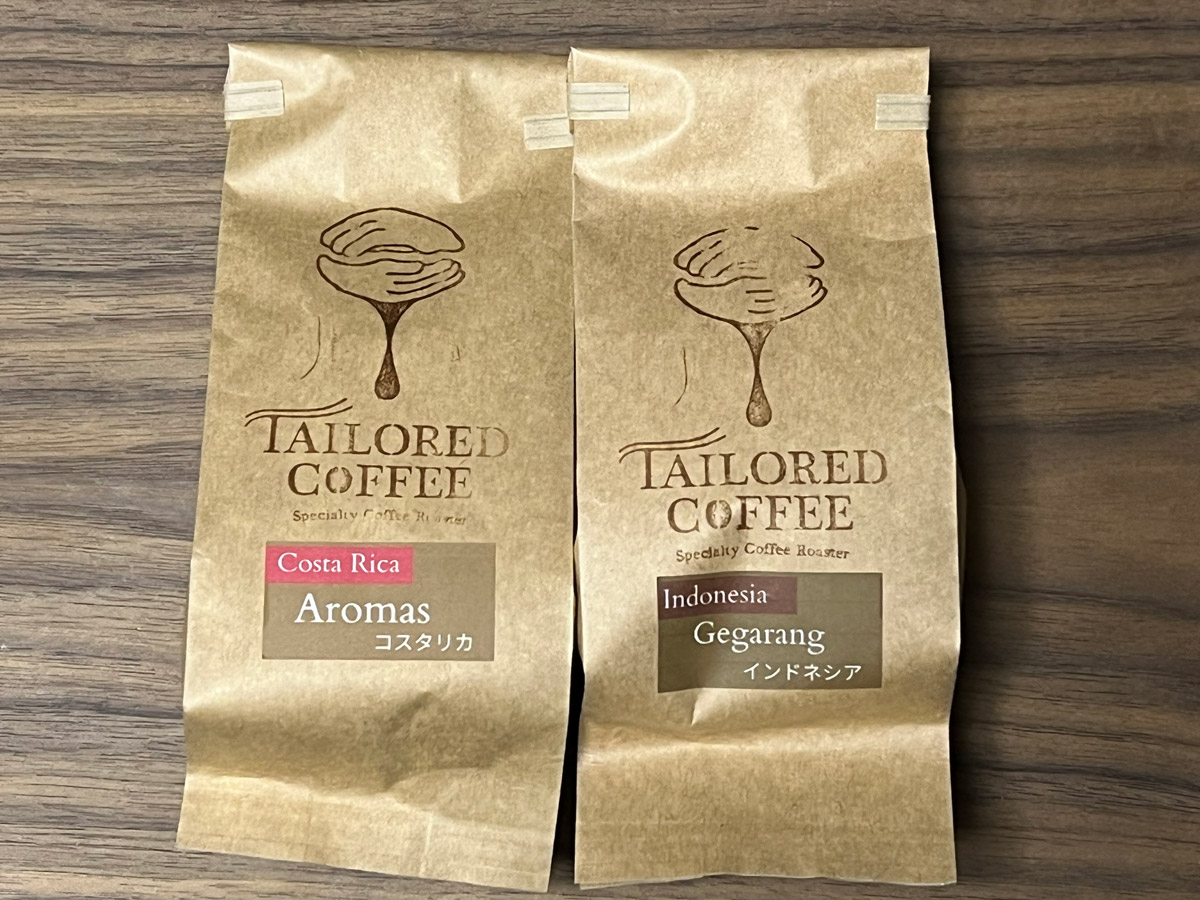 TAILORED
COFFEE
Specialty Coffee Roaster
Costa Rica
Aromas
コスタリカ
TAILORED
COFFEE
Specialty Coffee Roaster
Indonesia
Gegarang
インドネシア